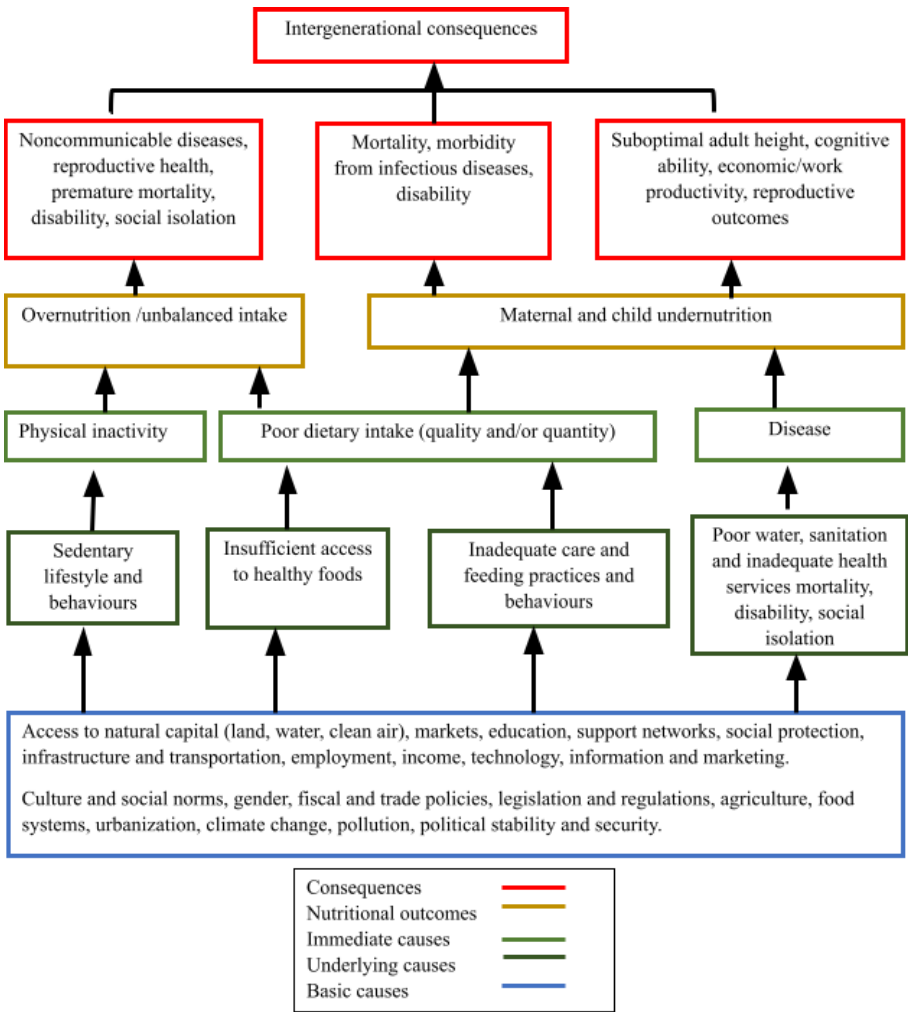 Intergenerational consequences
Noncommunicable diseases,
reproductive health,
premature mortality,
disability, social isolation
Mortality, morbidity
from infectious diseases,
disability
Suboptimal adult height, cognitive
ability, economic/work
productivity, reproductive
outcomes
Overnutrition /unbalanced intake
Maternal and child undernutrition
Physical inactivity
Poor dietary intake (quality and/or quantity)
Disease
Sedentary
lifestyle and
behaviours
Insufficient access
to healthy foods
Inadequate care and
feeding practices and
behaviours
Poor water, sanitation
and inadequate health
services mortality,
disability, social
isolation
Access to natural capital (land, water, clean air), markets, education, support networks, social protection,
infrastructure and transportation, employment, income, technology, information and marketing.
Culture and social norms, gender, fiscal and trade policies, legislation and regulations, agriculture, food
systems, urbanization, climate change, pollution, political stability and security.
Consequences
Nutritional outcomes
Immediate causes
Underlying causes
Basic causes